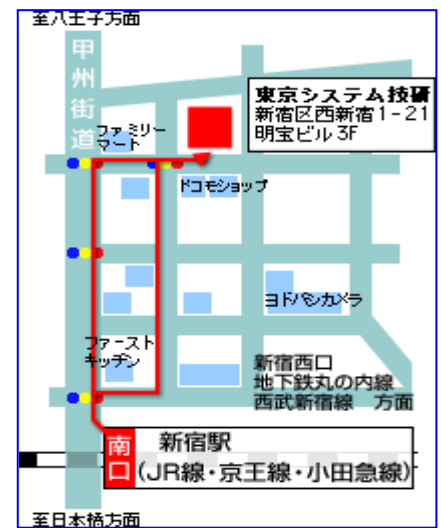 至八王子方面
甲州街道
東京システム技研
新宿区西新宿1-21
明宝ビル3F
ファミリー
マート
ドコモショップ
ヨドバシカメラ
ファースト
キッチン
新宿西口
地下鉄丸の内線
西武新宿線 方面
南口
新宿駅
(JR線・京王線・小田急線)
至日本橋方面